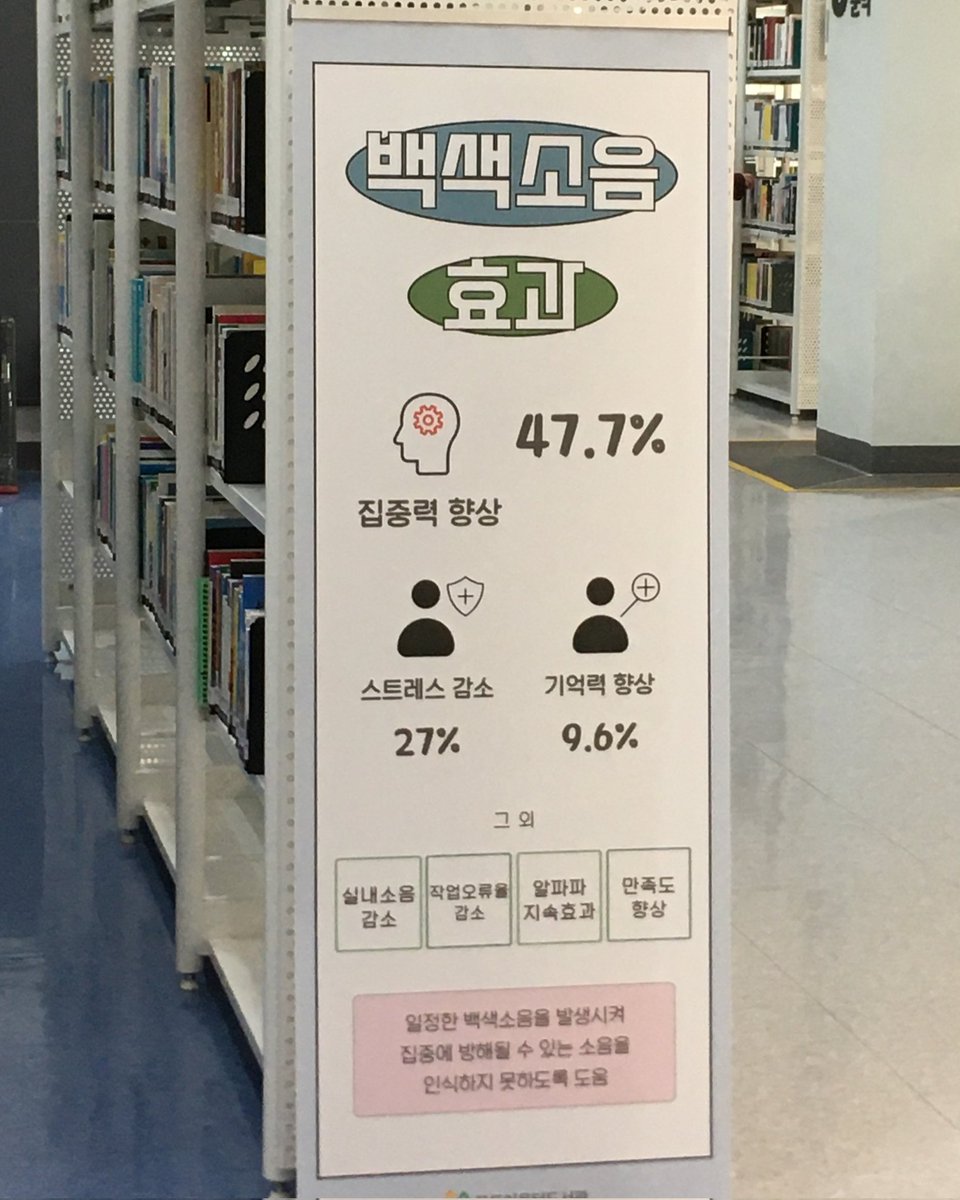 백색소음
효과
47.7%
집중력 향상
스트레스 감소
기억력 향상
27%
9.6%
그 외
실내소음
감소
작업오류율
감소
알파파
지속효과
만족도
향상
일정한 백색소음을 발생시켜
집중에 방해될 수 있는 소음을
인식하지 못하도록 도움